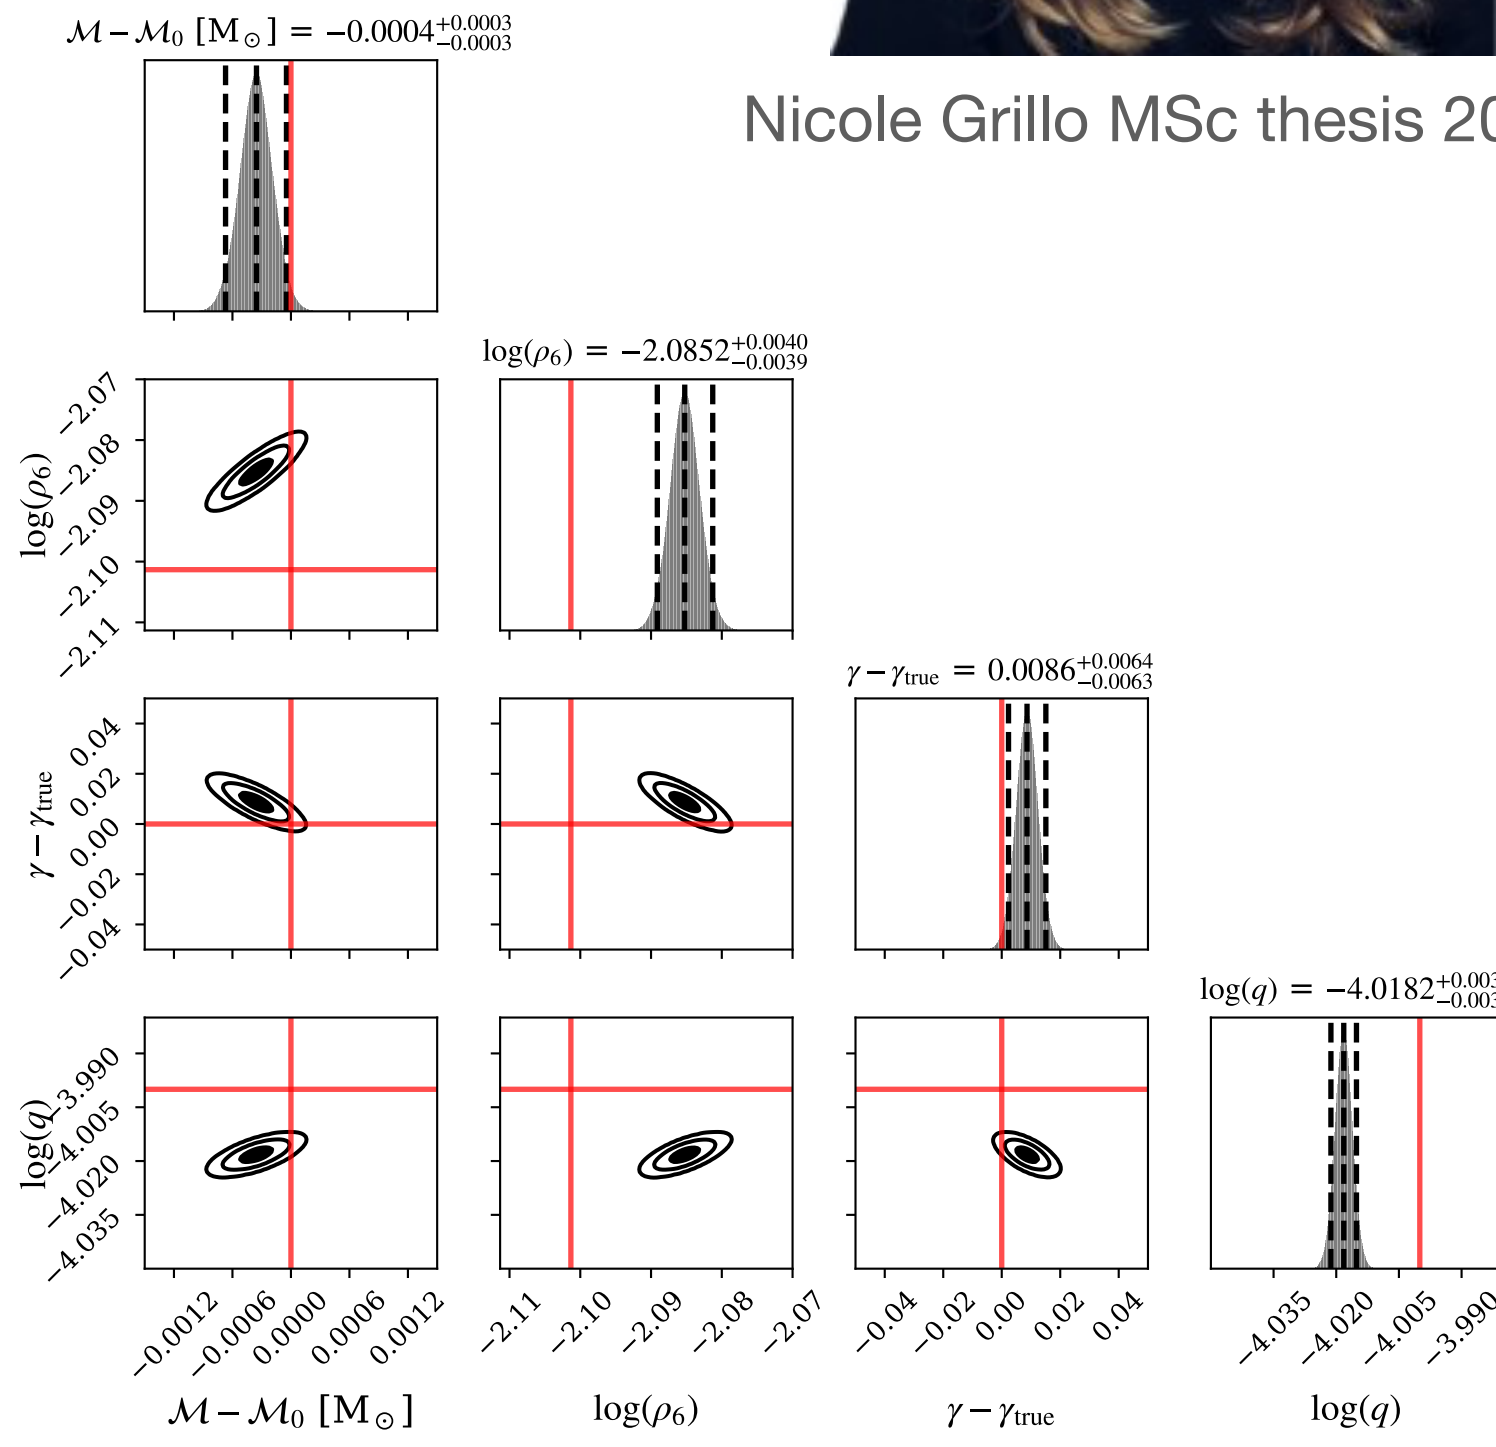 ℳ − ℳ₀ [M⊙] = −0.0004 +0.0003 −0.0003
Nicole Grillo MSc thesis 20
log(ρ₆) = −2.0852 +0.0040 −0.0039
−2.07
−2.08
−2.09
−2.10
−2.11
log(ρ₆)
γ − γtrue = 0.0086 +0.0064 −0.0063
0.04
0.02
0.00
−0.02
−0.04
γ − γtrue
log(q) = −4.0182 +0.003 −0.003
−3.990
−4.005
−4.020
−4.035
log(q)
−0.0012 −0.0006 0.0000 0.0006 0.0012
−2.11 −2.10 −2.09 −2.08 −2.07
−0.04 −0.02 0.00 0.02 0.04
−4.035 −4.020 −4.005 −3.990
ℳ − ℳ₀ [M⊙]
log(ρ₆)
γ − γtrue
log(q)